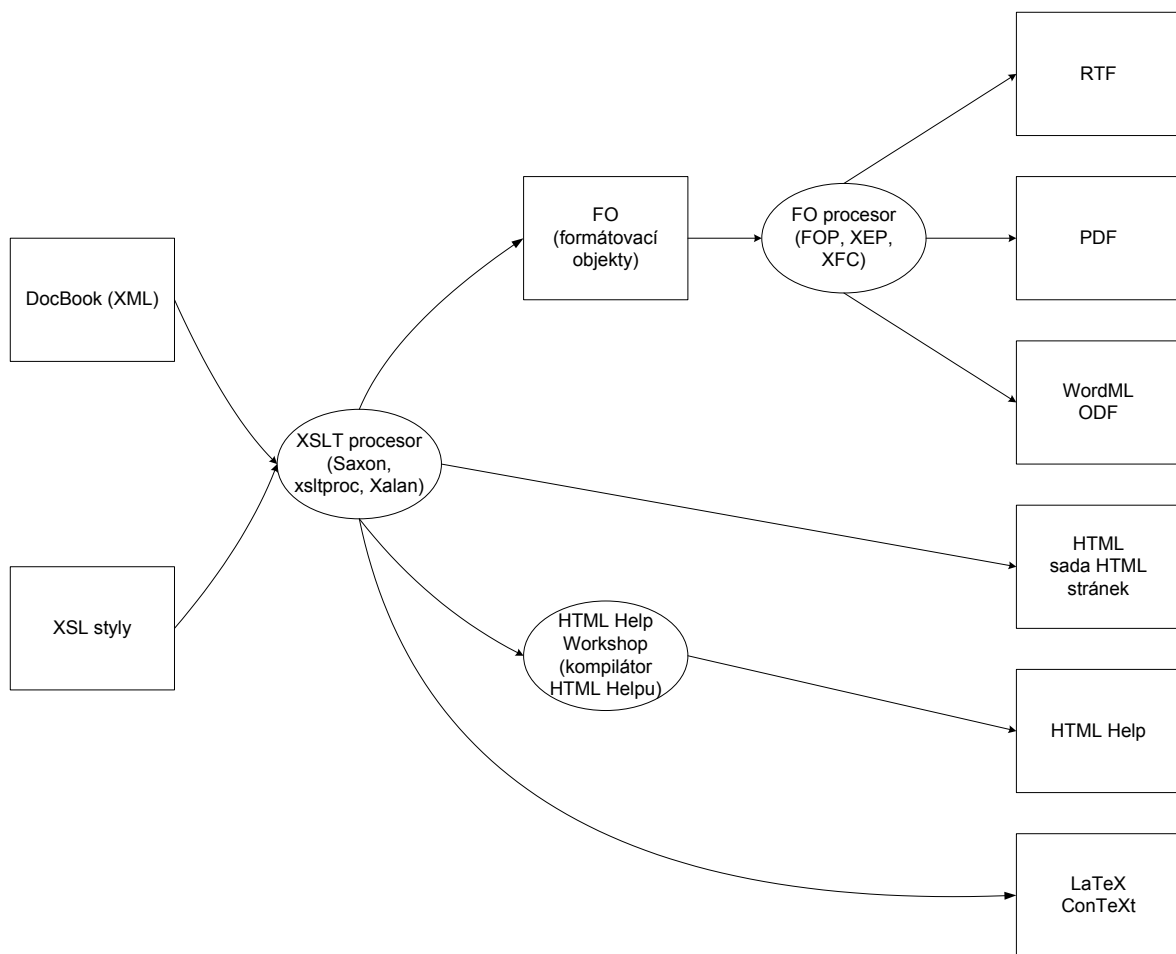 RTF
FO
(formátovací
objekty)
FO procesor
(FOP, XEP,
XFC)
PDF
DocBook (XML)
WordML
ODF
XSLT procesor
(Saxon,
xsltproc, Xalan)
HTML
sada HTML
stránek
XSL styly
HTML Help
Workshop
(kompilátor
HTML Helpu)
HTML Help
LaTeX
ConTeXt